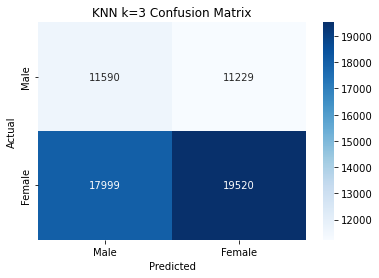 KNN k=3 Confusion Matrix
Actual
Male
Female
11590
11229
17999
19520
Male
Female
Predicted
19000
18000
17000
16000
15000
14000
13000
12000